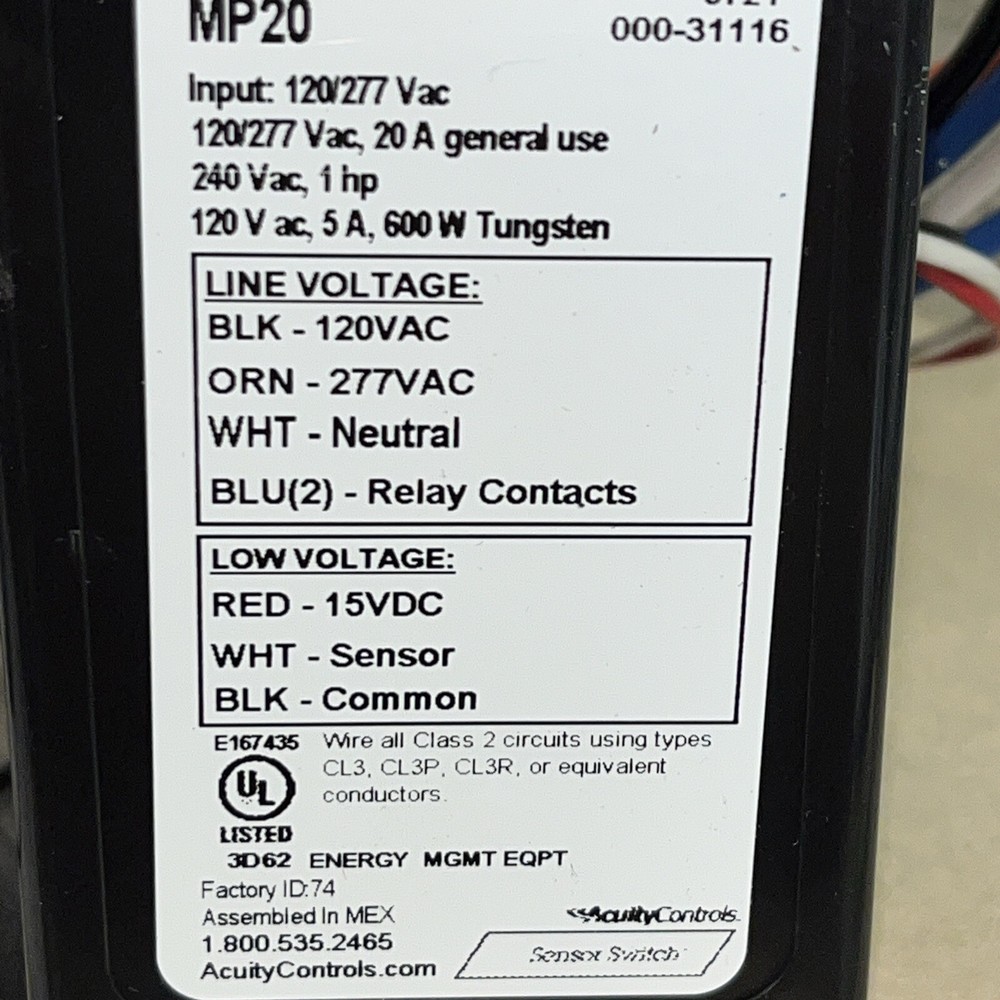 MP20
000-31116
Input: 120/277 Vac
120/277 Vac, 20 A general use
240 Vac, 1 hp
120 V ac, 5 A, 600 W Tungsten
LINE VOLTAGE:
BLK - 120VAC
ORN - 277VAC
WHT - Neutral
BLU(2) - Relay Contacts
LOW VOLTAGE:
RED - 15VDC
WHT - Sensor
BLK - Common
E167435 Wire all Class 2 circuits using types
CL3, CL3P, CL3R, or equivalent
conductors.
UL
LISTED
3D62 ENERGY MGMT EQPT
Factory ID:74
Assembled In MEX
1.800.535.2465
AcuityControls.com
AcuityControls.
Sensor Switch